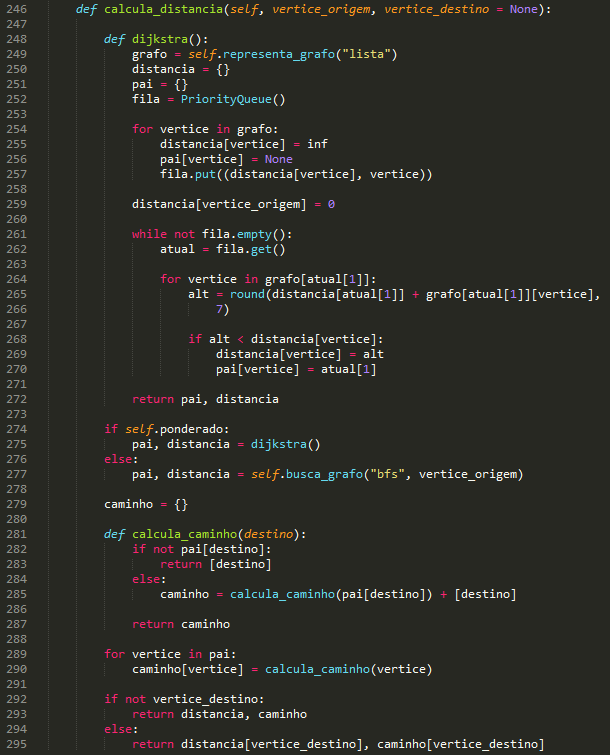 246 def calcula_distancia(self, vertice_origem, vertice_destino = None):
247
248 def dijkstra():
249 grafo = self.representa_grafo("lista")
250 distancia = {}
251 pai = {}
252 fila = PriorityQueue()
253
254 for vertice in grafo:
255 distancia[vertice] = inf
256 pai[vertice] = None
257 fila.put((distancia[vertice], vertice))
258
259 distancia[vertice_origem] = 0
260
261 while not fila.empty():
262 atual = fila.get()
263
264 for vertice in grafo[atual[1]]:
265 alt = round(distancia[atual[1]] + grafo[atual[1]][vertice],
266 7)
267
268 if alt < distancia[vertice]:
269 distancia[vertice] = alt
270 pai[vertice] = atual[1]
271
272 return pai, distancia
273
274 if self.ponderado:
275 pai, distancia = dijkstra()
276 else:
277 pai, distancia = self.busca_grafo("bfs", vertice_origem)
278
279 caminho = {}
280
281 def calcula_caminho(destino):
282 if not pai[destino]:
283 return [destino]
284 else:
285 caminho = calcula_caminho(pai[destino]) + [destino]
286
287 return caminho
288
289 for vertice in pai:
290 caminho[vertice] = calcula_caminho(vertice)
291
292 if not vertice_destino:
293 return distancia, caminho
294 else:
295 return distancia[vertice_destino], caminho[vertice_destino]